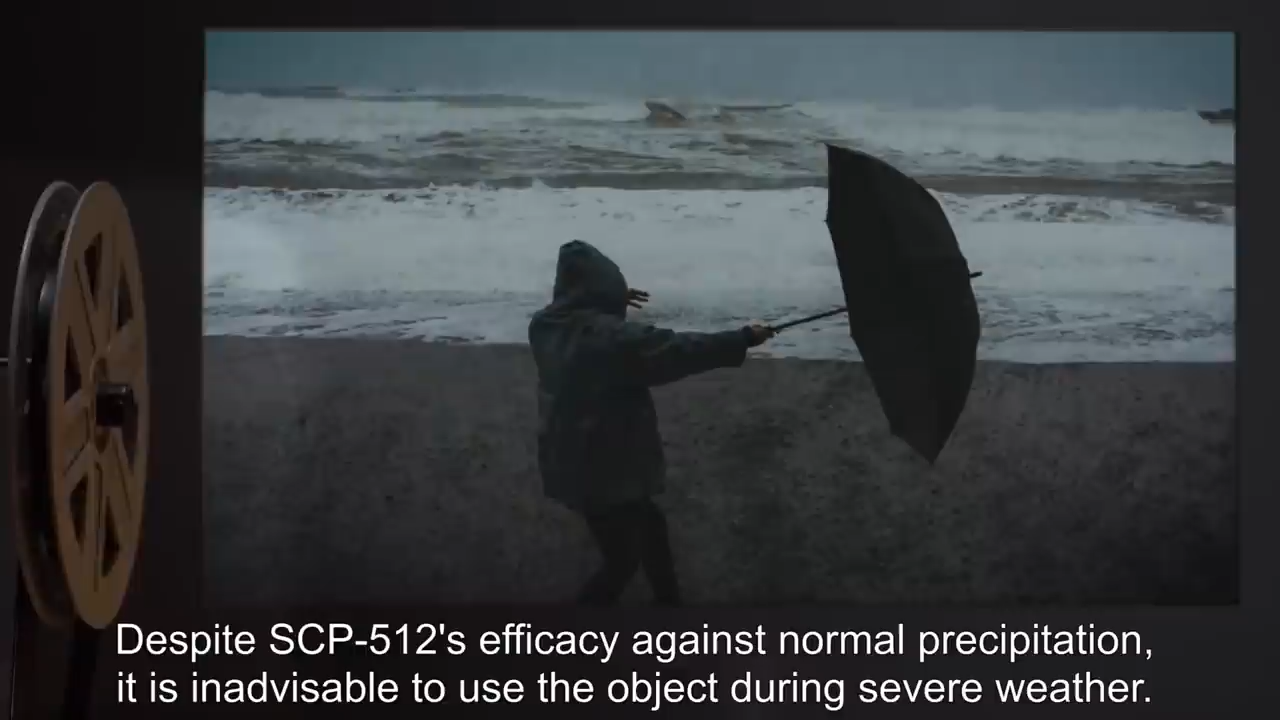 Despite SCP-512's efficacy against normal precipitation,
it is inadvisable to use the object during severe weather.